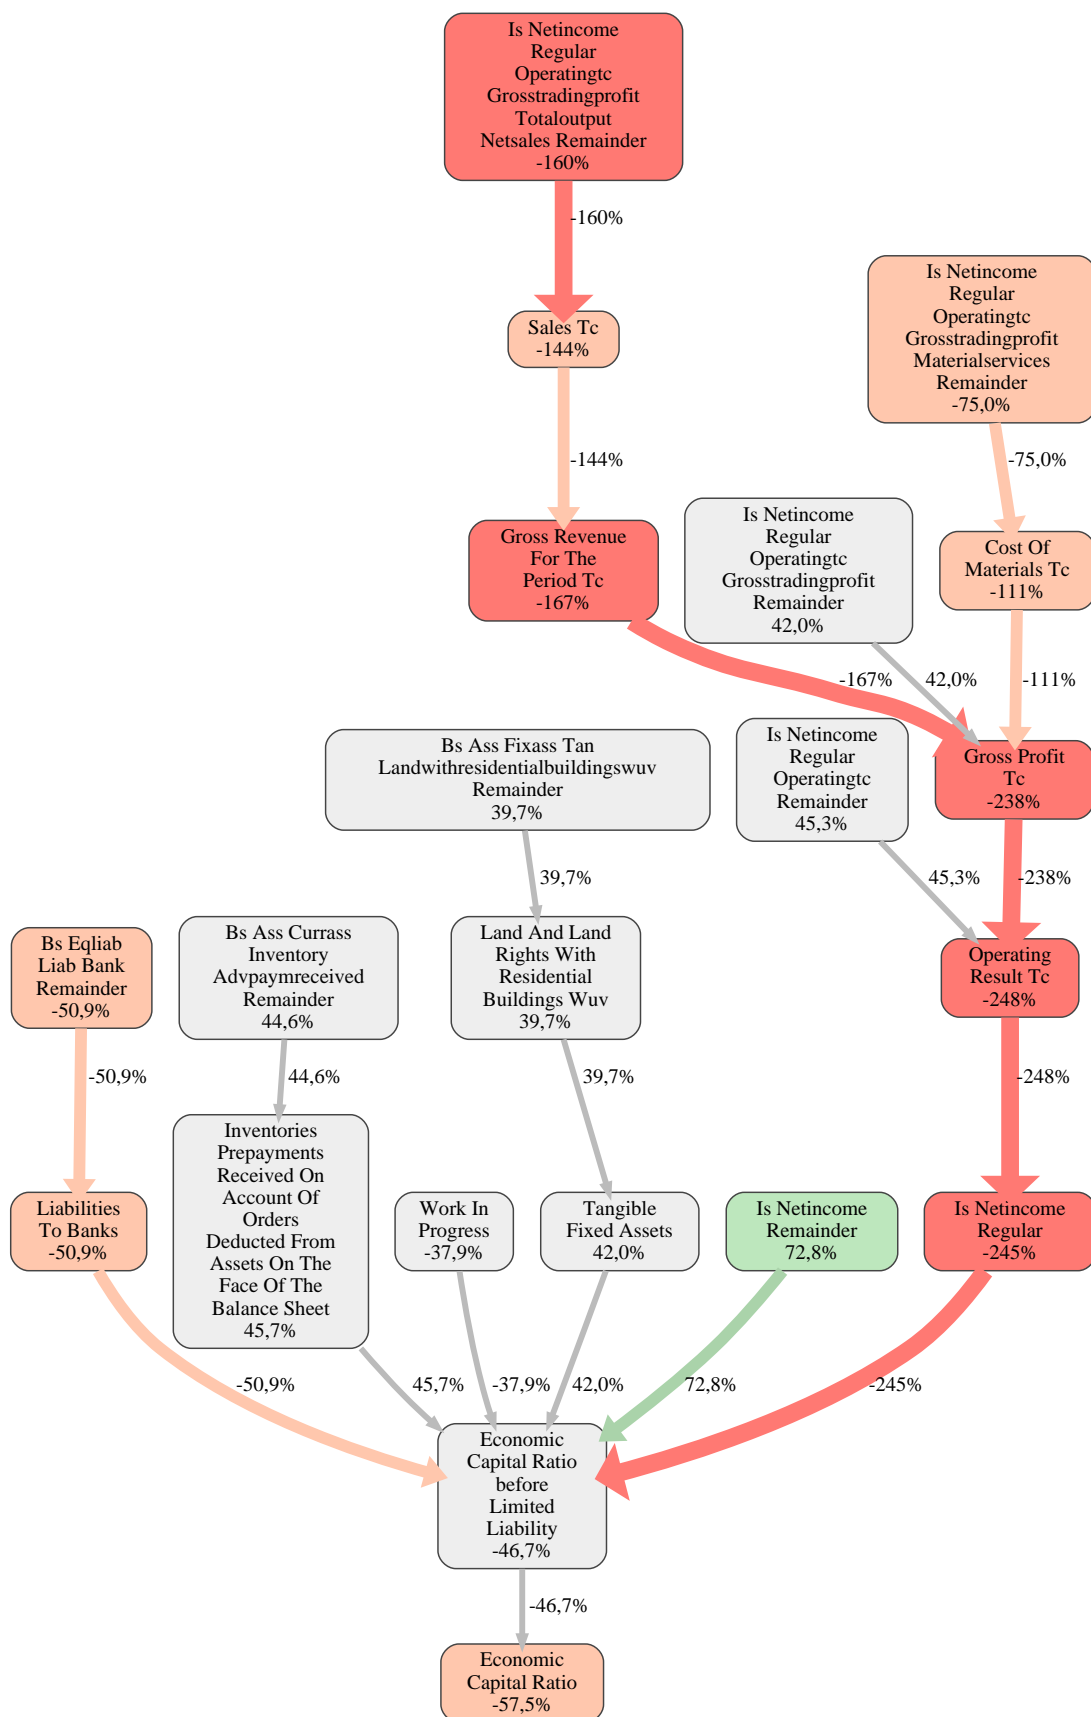 Is Netincome
Regular
Operatingtc
Grosstradingprofit
Totaloutput
Netsales Remainder
-160%
-160%
Is Netincome
Regular
Operatingtc
Grosstradingprofit
Materialservices
Remainder
-75,0%
Sales Tc
-144%
-144%
-75,0%
Gross Revenue
For The
Period Tc
-167%
Is Netincome
Regular
Operatingtc
Grosstradingprofit
Remainder
42,0%
Cost Of
Materials Tc
-111%
-167%
42,0%
-111%
Bs Ass Fixass Tan
Landwithresidentialbuildingswuv
Remainder
39,7%
Is Netincome
Regular
Operatingtc
Remainder
45,3%
Gross Profit
Tc
-238%
39,7%
45,3%
-238%
Bs Eqliab
Liab Bank
Remainder
-50,9%
Bs Ass Currass
Inventory
Advpaymreceived
Remainder
44,6%
Land And Land
Rights With
Residential
Buildings Wuv
39,7%
Operating
Result Tc
-248%
-50,9%
44,6%
39,7%
-248%
Liabilities
To Banks
-50,9%
Inventories
Prepayments
Received On
Account Of
Orders
Deducted From
Assets On The
Face Of The
Balance Sheet
45,7%
Work In
Progress
-37,9%
Tangible
Fixed Assets
42,0%
Is Netincome
Remainder
72,8%
Is Netincome
Regular
-245%
-50,9%
45,7%
-37,9%
42,0%
72,8%
-245%
Economic
Capital Ratio
before
Limited
Liability
-46,7%
-46,7%
Economic
Capital Ratio
-57,5%